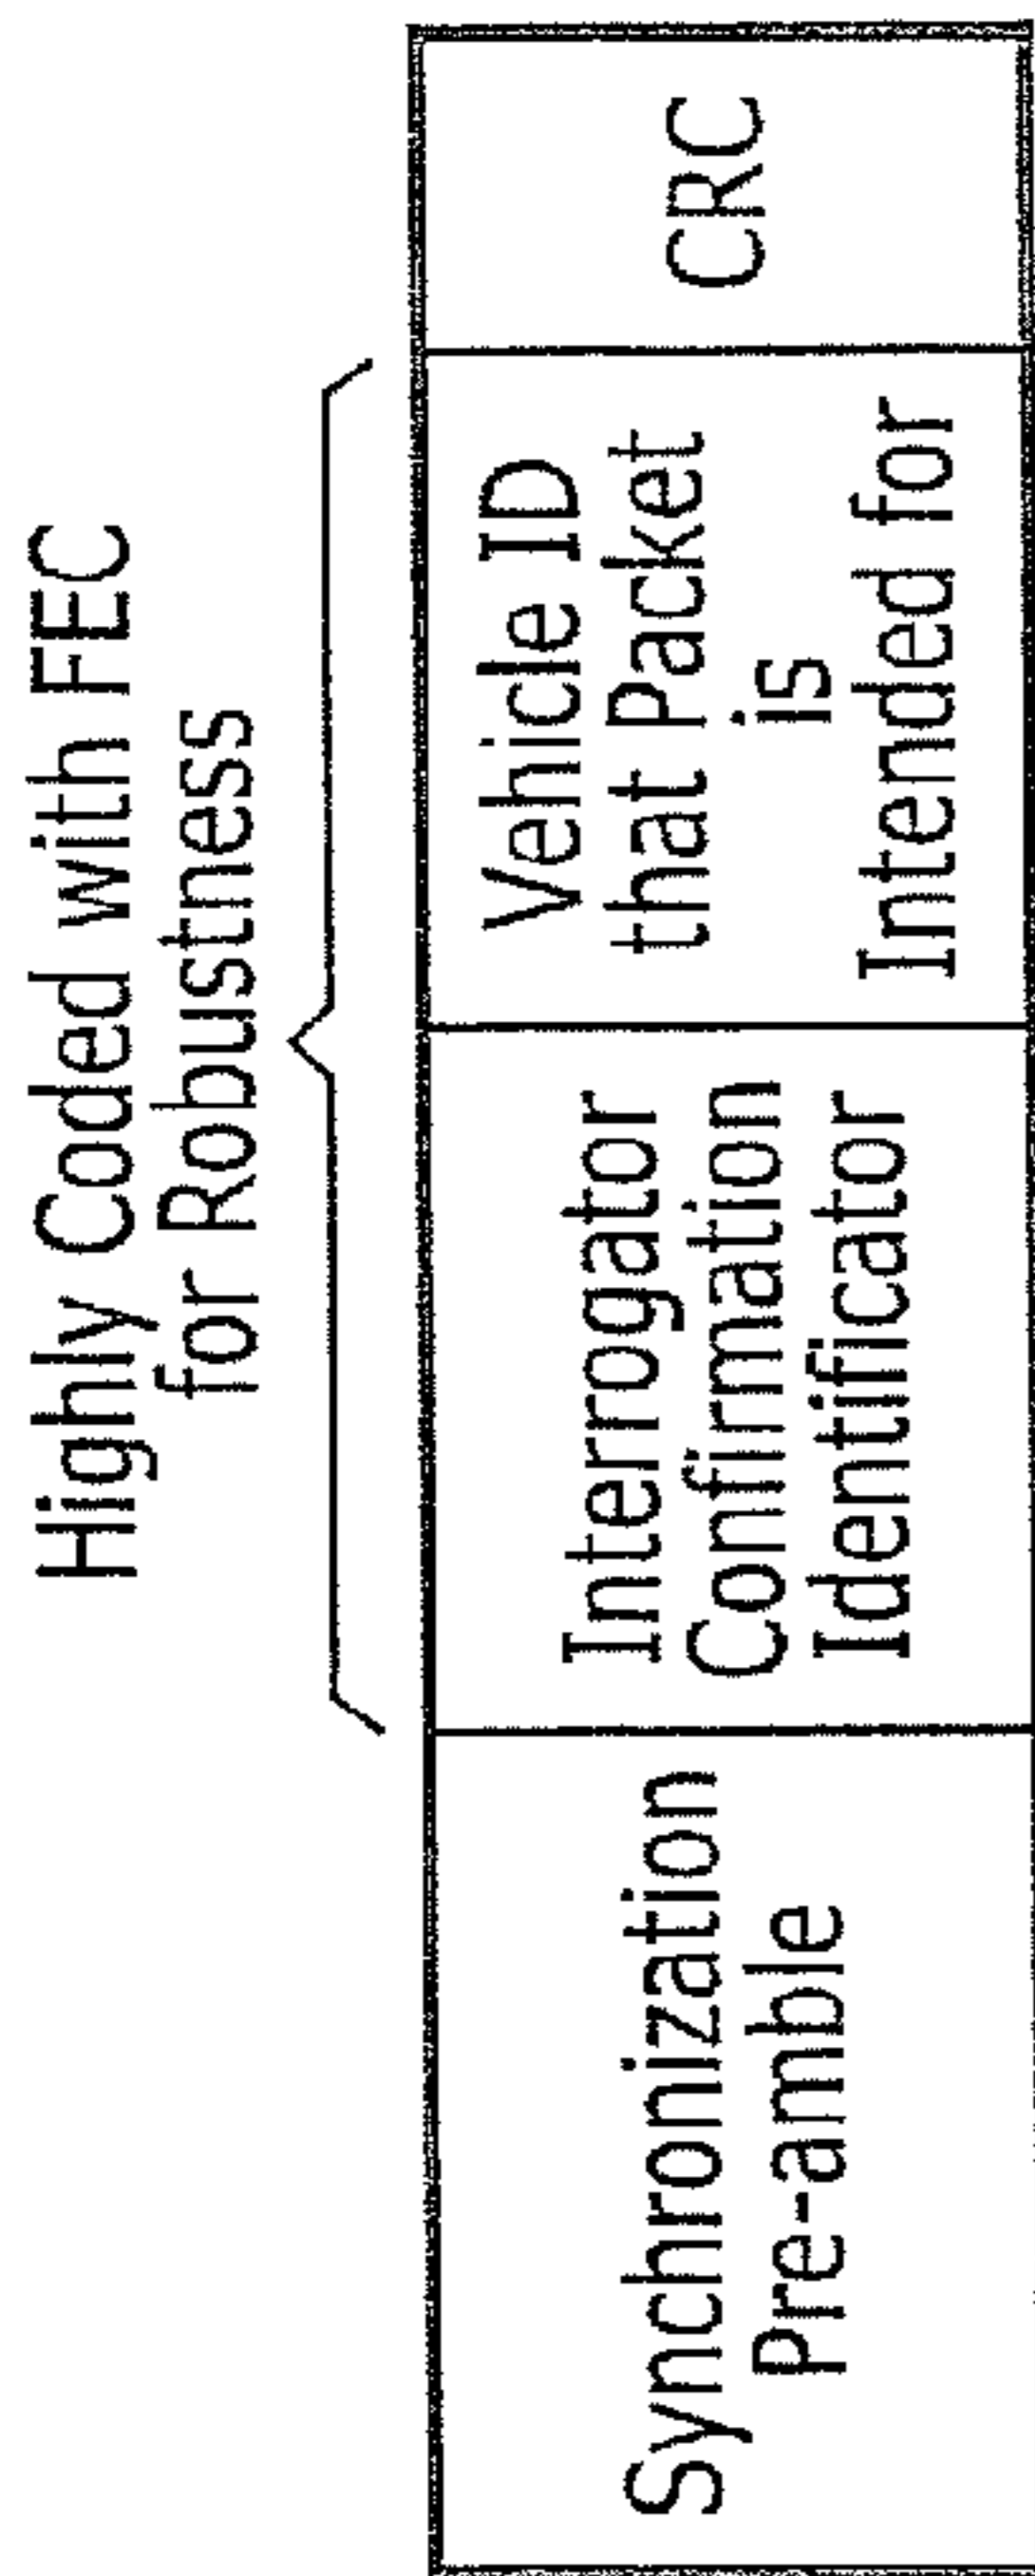 Highly Coded with FEC
for Robustness
Synchronization
Pre-amble
Interrogator
Confirmation
Identificator
Vehicle ID
that Packet
is
Intended for
CRC